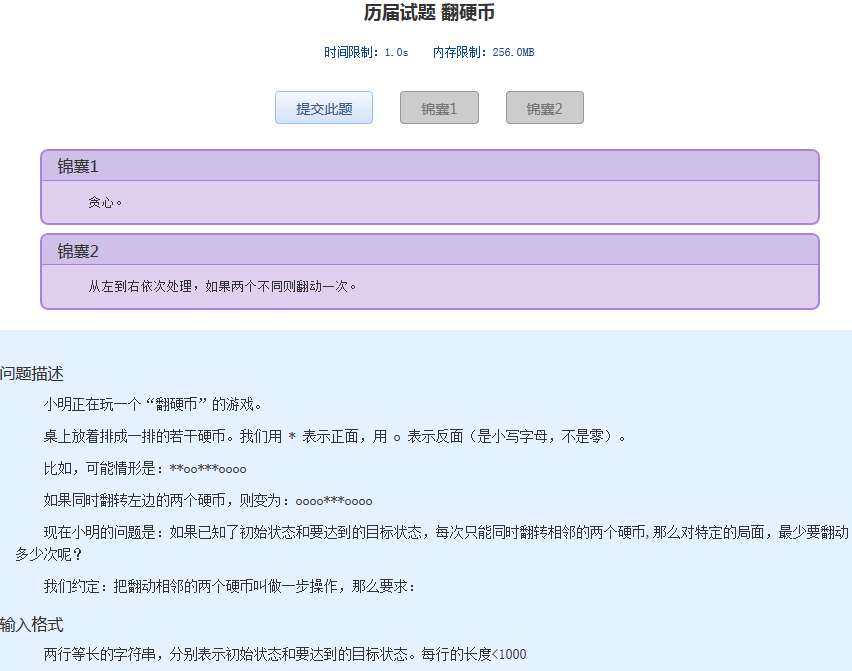 历届试题 翻硬币
时间限制：1.0s 内存限制：256.0MB
提交此题 锦囊1 锦囊2
锦囊1
贪心。
锦囊2
从左到右依次处理，如果两个不同则翻动一次。
问题描述
小明正在玩一个“翻硬币”的游戏。
桌上放着排成一排的若干硬币。我们用 * 表示正面，用 o 表示反面（是小写字母，不是零）。
比如，可能情形是：**oo***oooo
如果同时翻转左边的两个硬币，则变为：oooo***oooo
现在小明的问题是：如果已知了初始状态和要达到的目标状态，每次只能同时翻转相邻的两个硬币,那么对特定的局面，最少要翻动
多少次呢？
我们约定：把翻动相邻的两个硬币叫做一步操作，那么要求：
输入格式
两行等长的字符串，分别表示初始状态和要达到的目标状态。每行的长度<1000